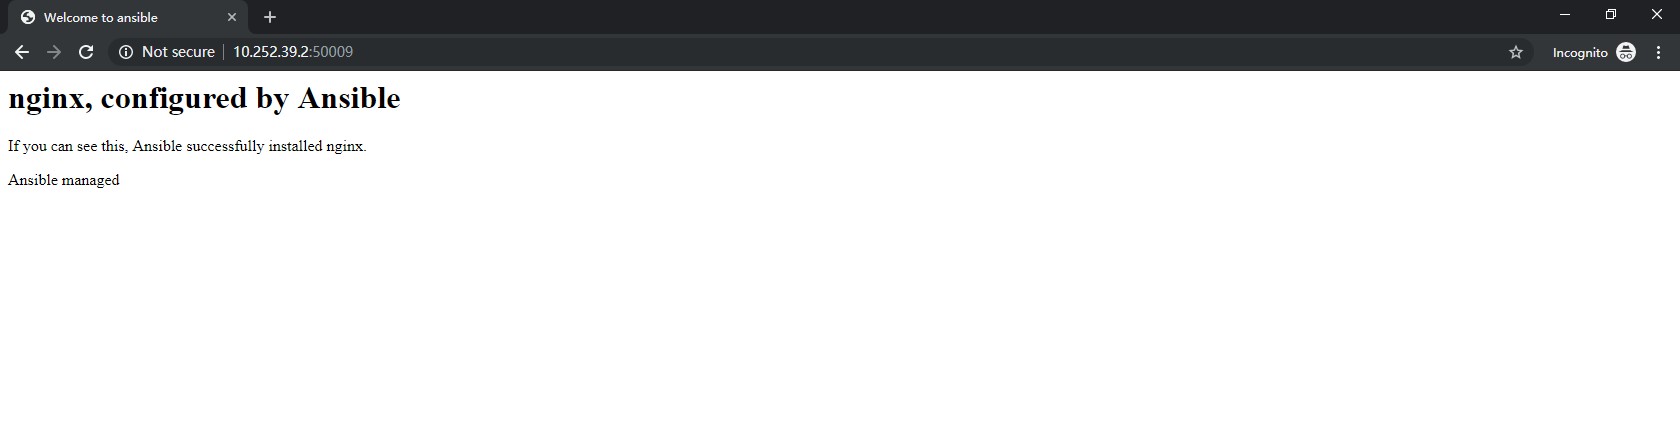 Welcome to ansible
Not secure 10.252.39.2:50009
Incognito
nginx, configured by Ansible
If you can see this, Ansible successfully installed nginx.
Ansible managed